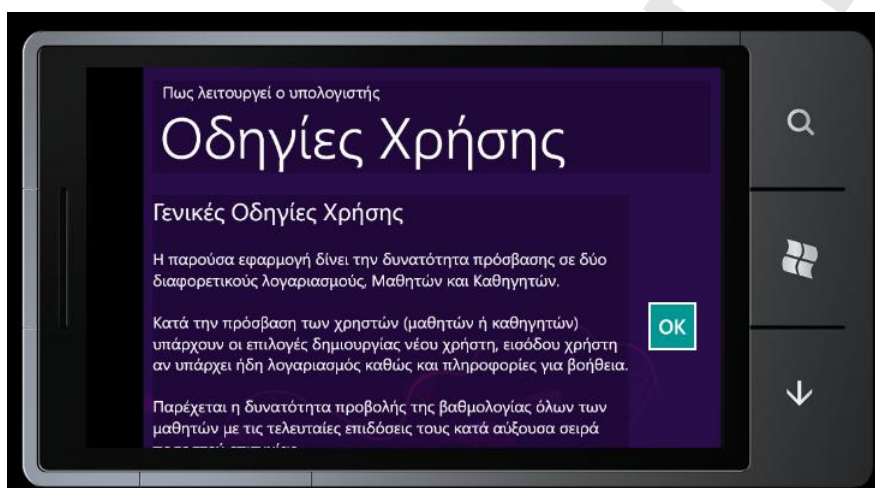 Πως λειτουργεί ο υπολογιστής
Οδηγίες Χρήσης
Γενικές Οδηγίες Χρήσης
Η παρούσα εφαρμογή δίνει την δυνατότητα πρόσβασης σε δύο
διαφορετικούς λογαριασμούς, Μαθητών και Καθηγητών.
Κατά την πρόσβαση των χρηστών (μαθητών ή καθηγητών)
υπάρχουν οι επιλογές δημιουργίας νέου χρήστη, εισόδου χρήστη
αν υπάρχει ήδη λογαριασμός καθώς και πληροφορίες για βοήθεια.
OK
Παρέχεται η δυνατότητα προβολής της βαθμολογίας όλων των
μαθητών με τις τελευταίες επιδόσεις τους κατά αύξουσα σειρά